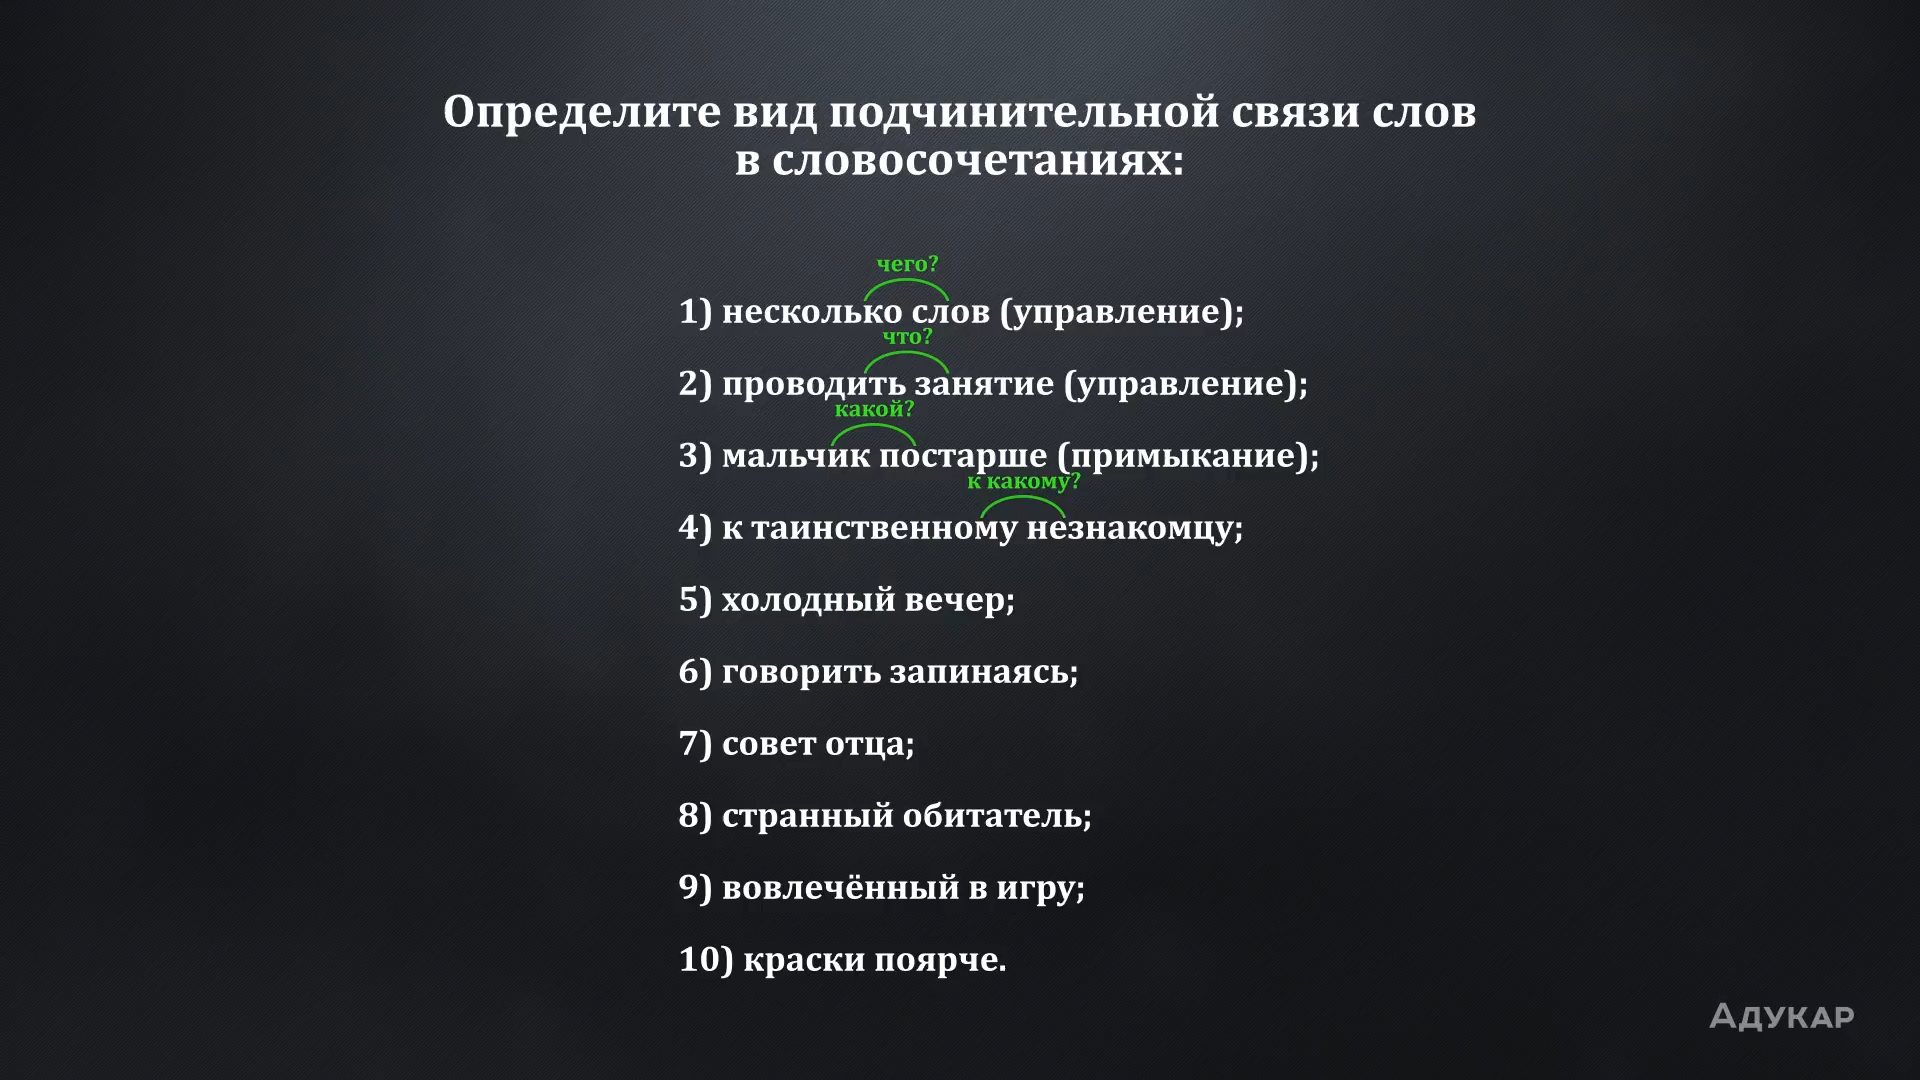 Определите вид подчинительной связи слов
в словосочетаниях:
чего?
1) несколько слов (управление);
что?
2) проводить занятие (управление);
какой?
3) мальчик постарше (примыкание);
к какому?
4) к таинственному незнакомцу;
5) холодный вечер;
6) говорить запинаясь;
7) совет отца;
8) странный обитатель;
9) вовлечённый в игру;
10) краски поярче.
АДУКАР